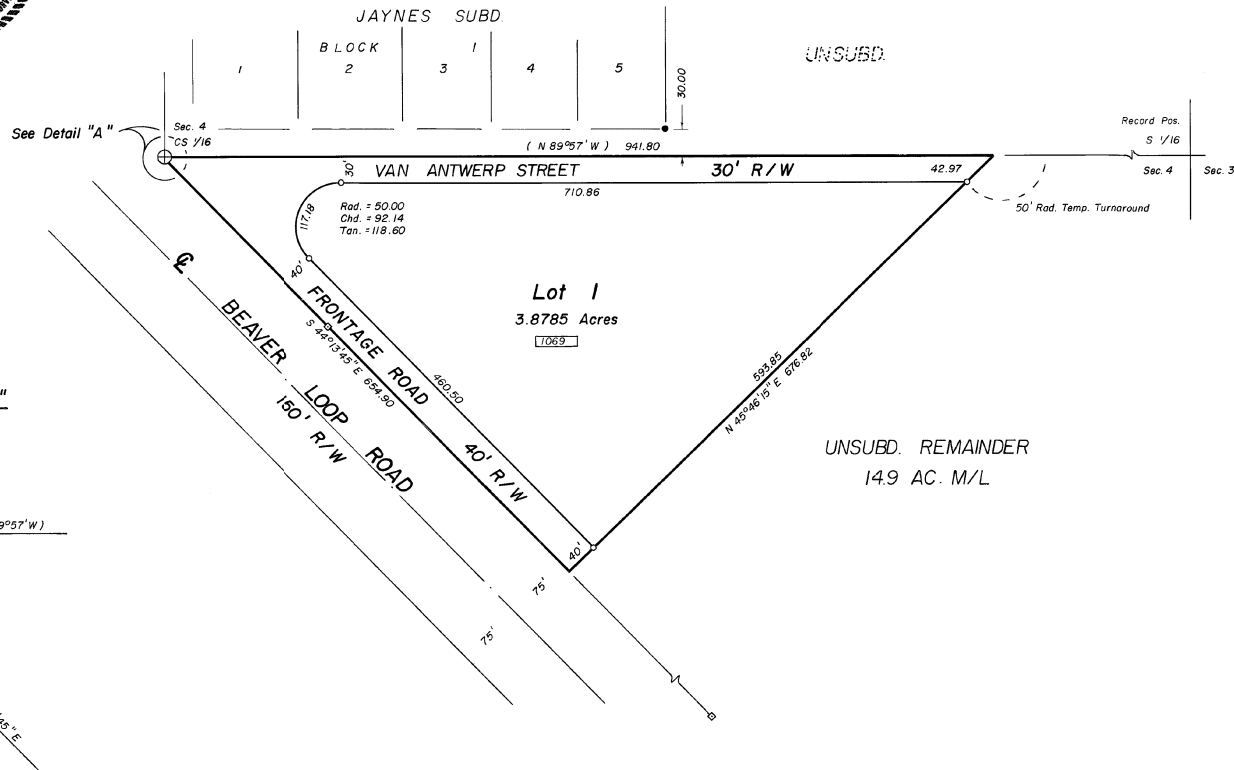 JAYNES SUBD.
BLOCK 1
1 2 3 4 5
UNSUBD.
30.00
See Detail "A"
Sec. 4
CS 1/16
( N 89°57'W ) 941.80
Record Pos.
S 1/16
Sec. 4 Sec. 3
30' VAN ANTWERP STREET 30' R/W 42.97
710.86
50' Rad. Temp. Turnaround
117.18
Rad. = 50.00
Chd. = 92.14
Tan. = 118.60
40'
FRONTAGE ROAD
40' R/W
S 44°13'45" E 654.90
460.50
Lot 1
3.8785 Acres
1069
593.85
N 45°46'15" E 676.82
℄
BEAVER LOOP ROAD
150' R/W
UNSUBD. REMAINDER
14.9 AC. M/L
40'
75'
75'
"
9°57'W )
45" E